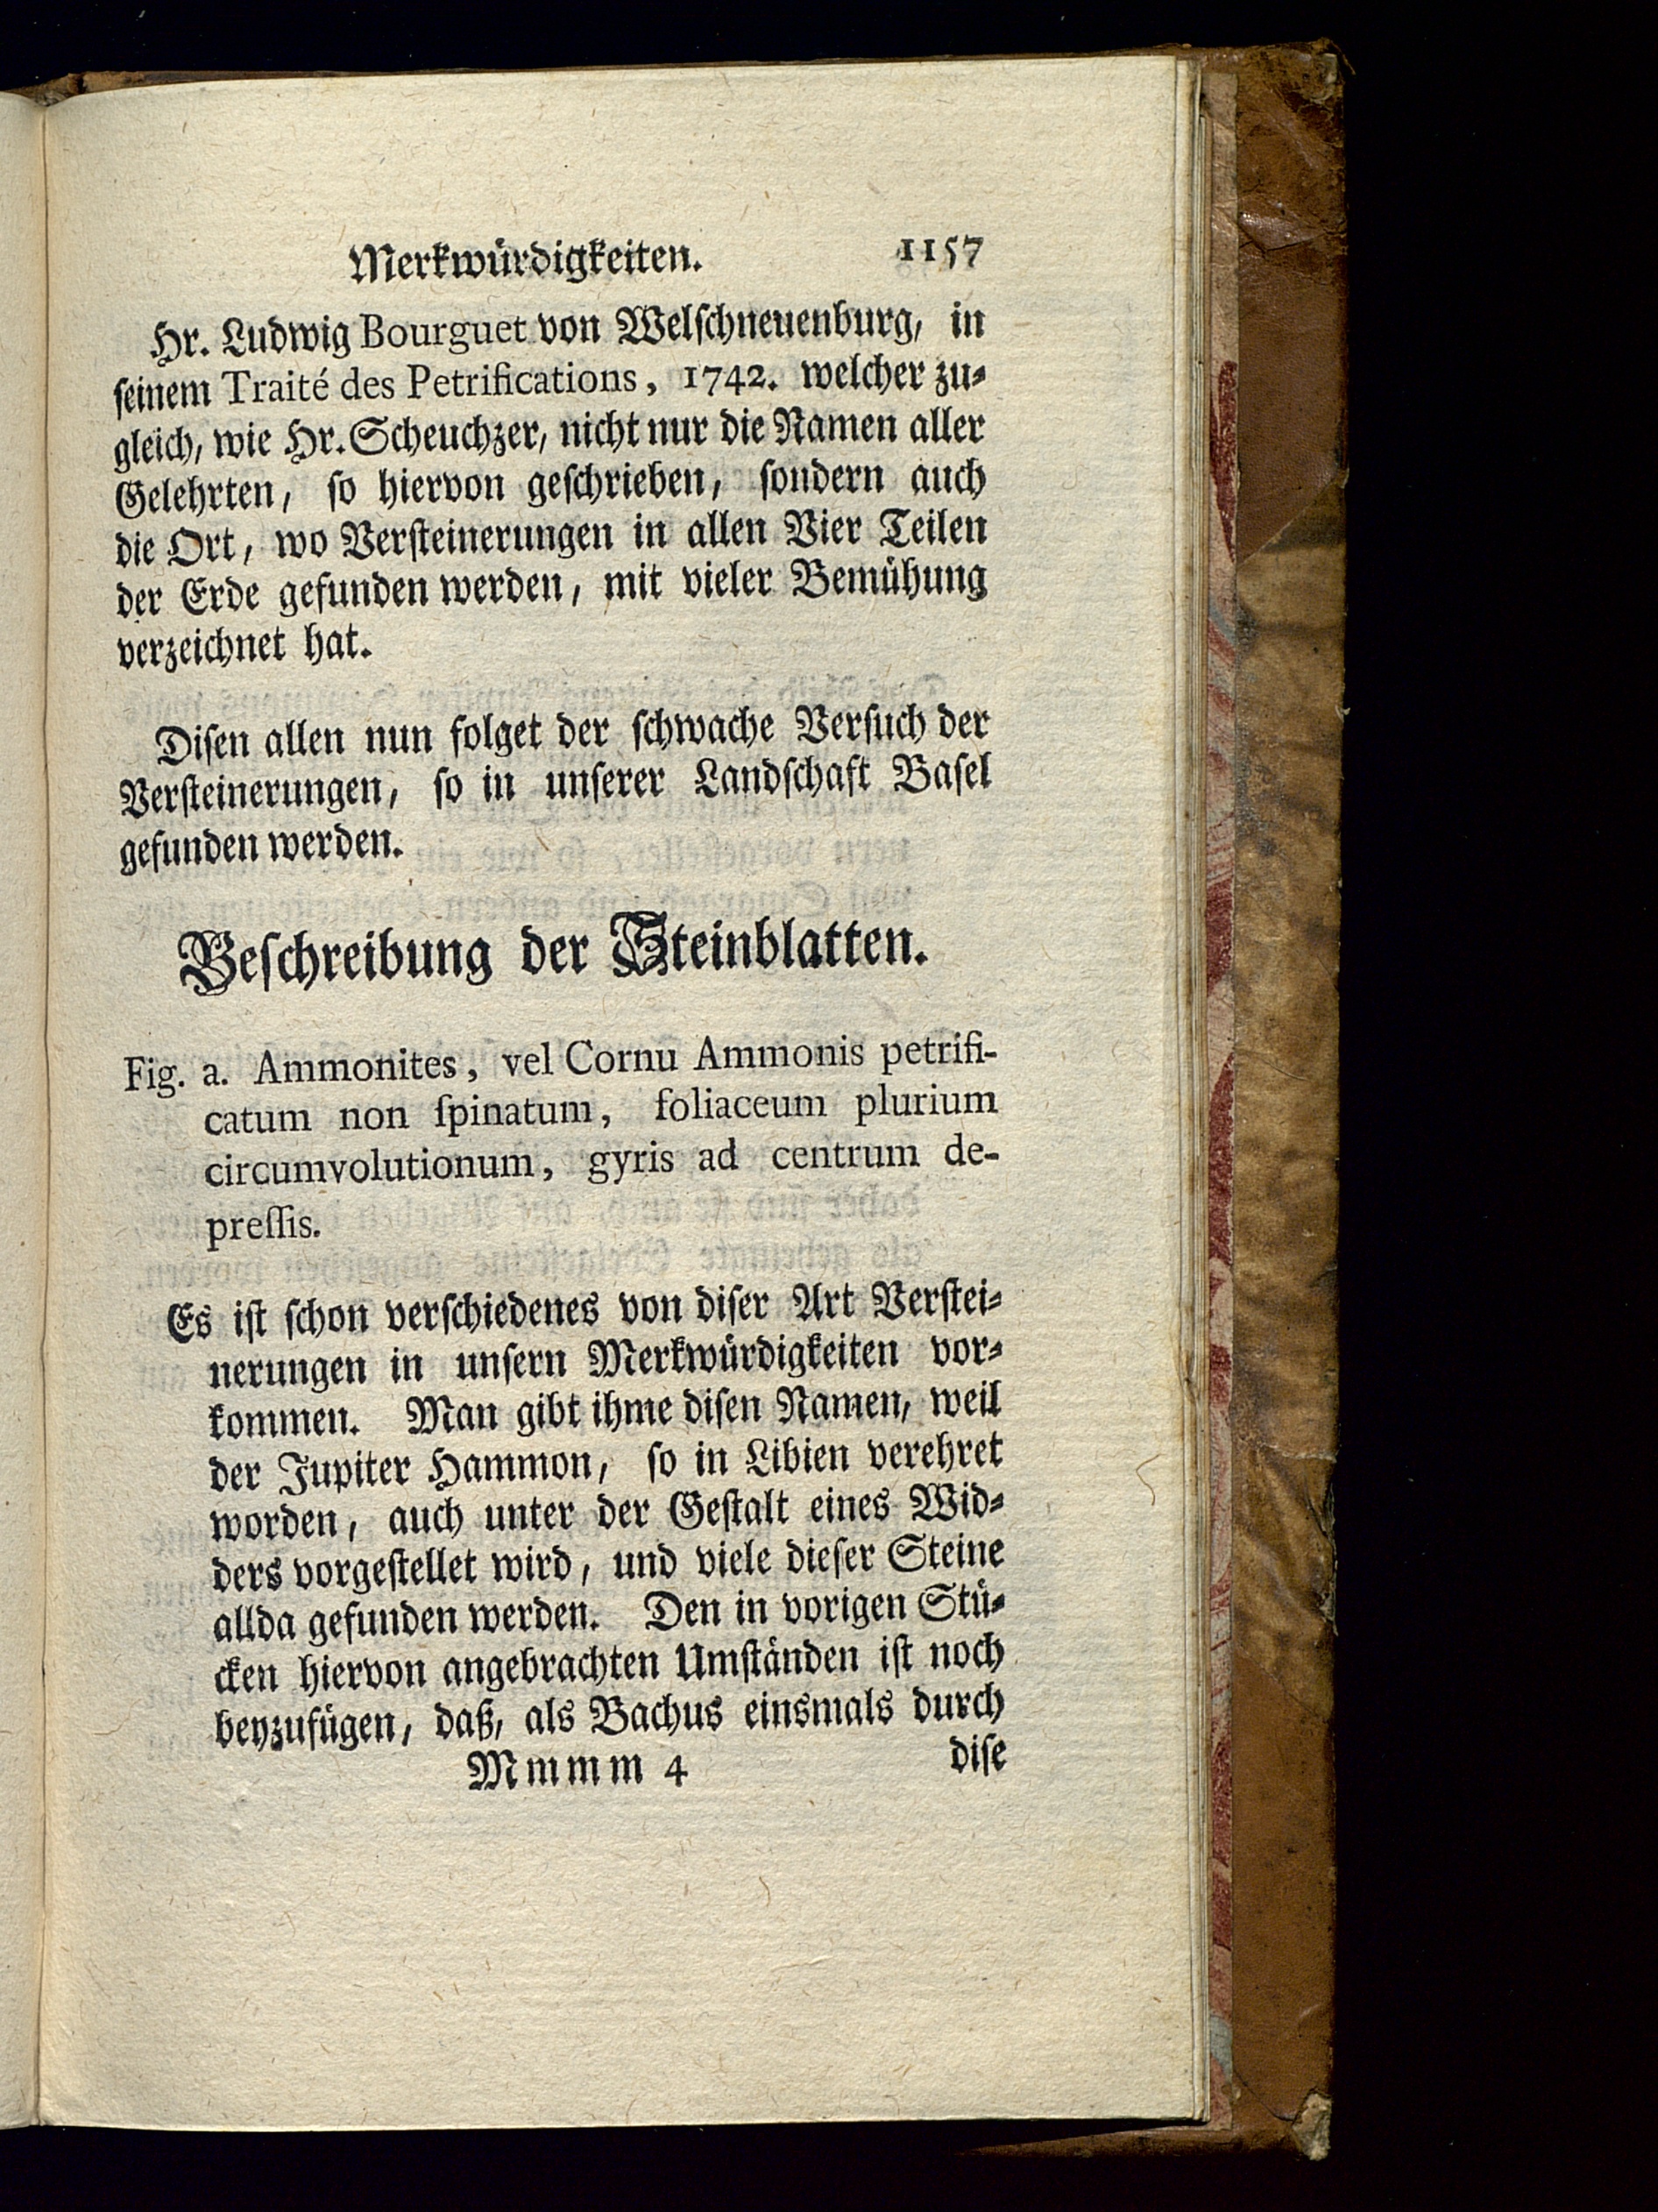 Merkwürdigkeiten. 1157
Hr. Ludwig Bourguet von Welschneuenburg, in
seinem Traité des Petrifications, 1742. welcher zu⸗
gleich, wie Hr. Scheuchzer, nicht nur die Namen aller
Gelehrten, so hiervon geschrieben, sondern auch
die Ort, wo Versteinerungen in allen Vier Teilen
der Erde gefunden werden, mit vieler Bemühung
verzeichnet hat.
Disen allen nun folget der schwache Versuch der
Versteinerungen, so in unserer Landschaft Basel
gefunden werden.
Beschreibung der Steinblatten.
Fig. a. Ammonites, vel Cornu Ammonis petrifi-
catum non ſpinatum, foliaceum plurium
circumvolutionum, gyris ad centrum de-
preſſis.
Es ist schon verschiedenes von diser Art Verstei⸗
nerungen in unsern Merkwürdigkeiten vor⸗
kommen. Man gibt ihme disen Namen, weil
der Jupiter Hammon, so in Libien verehret
worden, auch unter der Gestalt eines Wid⸗
ders vorgestellet wird, und viele dieser Steine
allda gefunden werden. Den in vorigen Stü⸗
cken hiervon angebrachten Umständen ist noch
beyzufügen, daß, als Bachus einsmals durch
Mmmm 4 dise